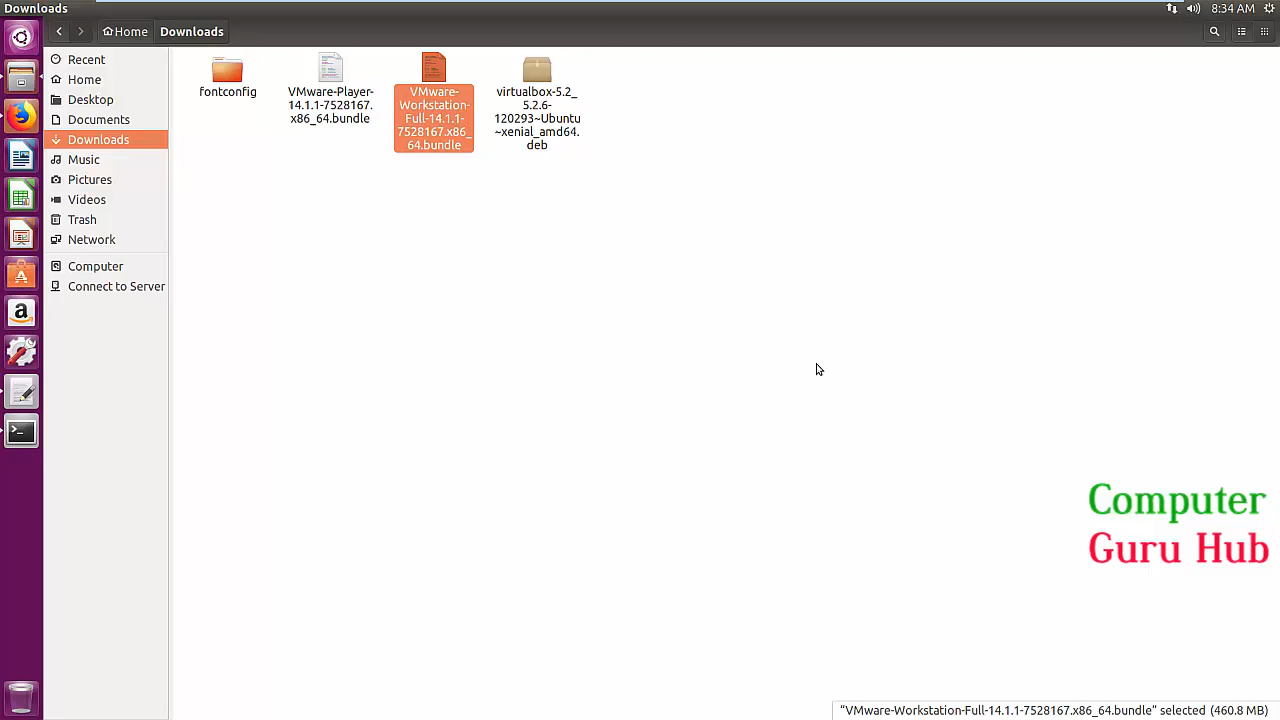 Downloads
8:34 AM
Home
Downloads
Recent
Home
Desktop
Documents
Downloads
Music
Pictures
Videos
Trash
Network
Computer
Connect to Server
fontconfig
VMware-Player-
14.1.1-7528167.
x86_64.bundle
VMware-
Workstation-
Full-14.1.1-
7528167.x86_
64.bundle
virtualbox-5.2_
5.2.6-
120293~Ubuntu
~xenial_amd64.
deb
Computer
Guru Hub
"VMware-Workstation-Full-14.1.1-7528167.x86_64.bundle" selected (460.8 MB)